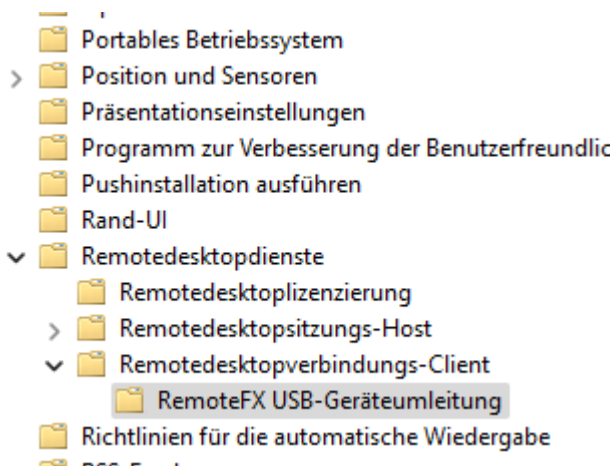 Portables Betriebssystem
Position und Sensoren
Präsentationseinstellungen
Programm zur Verbesserung der
Pushinstallation ausführen
Rand-UI
Remotedesktopdienste
Remotedesktoplizenzierung
Remotedesktopsitzungs-Host
Remotedesktopverbindungs-Client
RemoteFX USB-Geräteumleitung
Richtlinien für die automatische Wiedergabe